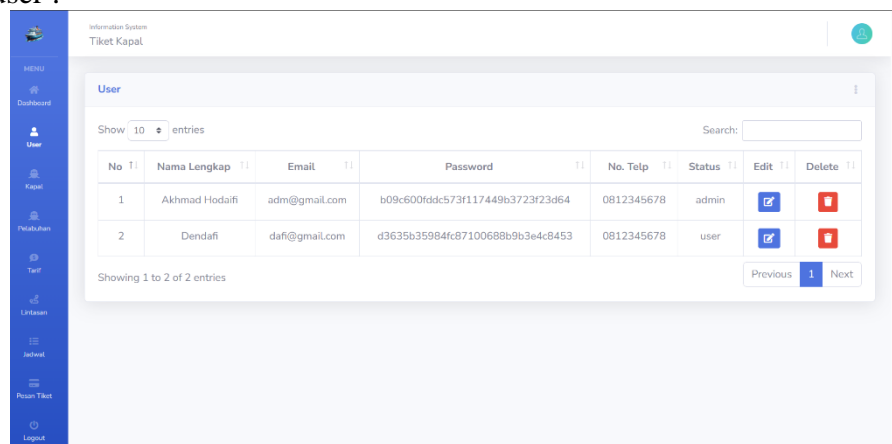 user :
Information System
Tiket Kapal
MENU
Dashboard
User
Kapal
Pelabuhan
Tarif
Lintasan
Jadwal
Pesan Tiket
Logout
User
Show 10 entries
Search:
No Nama Lengkap Email Password No. Telp Status Edit Delete
1 Akhmad Hodaifi adm@gmail.com b09c600fddc573f117449b3723f23d64 0812345678 admin
2 Dendafi dafi@gmail.com d3635b35984fc87100688b9b3e4c8453 0812345678 user
Showing 1 to 2 of 2 entries
Previous 1 Next